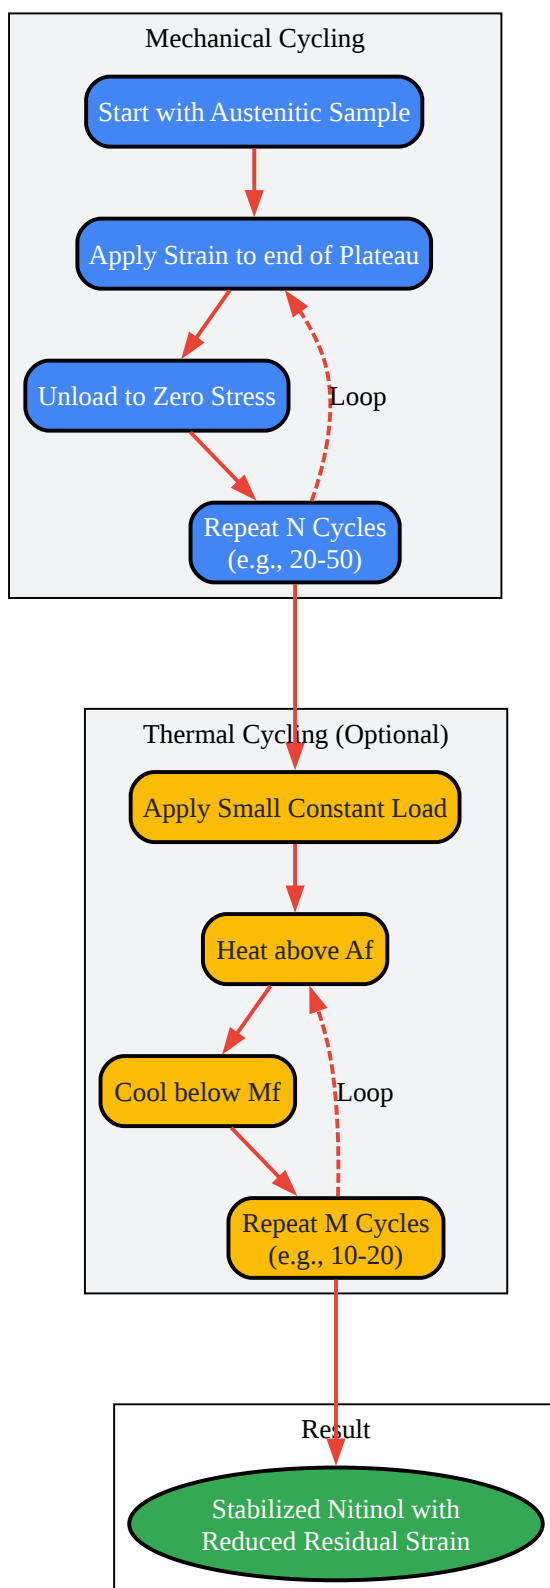 Mechanical Cycling
Start with Austenitic Sample
Apply Strain to end of Plateau
Unload to Zero Stress
Loop
Repeat N Cycles
(e.g., 20-50)
Thermal Cycling (Optional)
Apply Small Constant Load
Heat above Af
Cool below Mf
Loop
Repeat M Cycles
(e.g., 10-20)
Result
Stabilized Nitinol with
Reduced Residual Strain